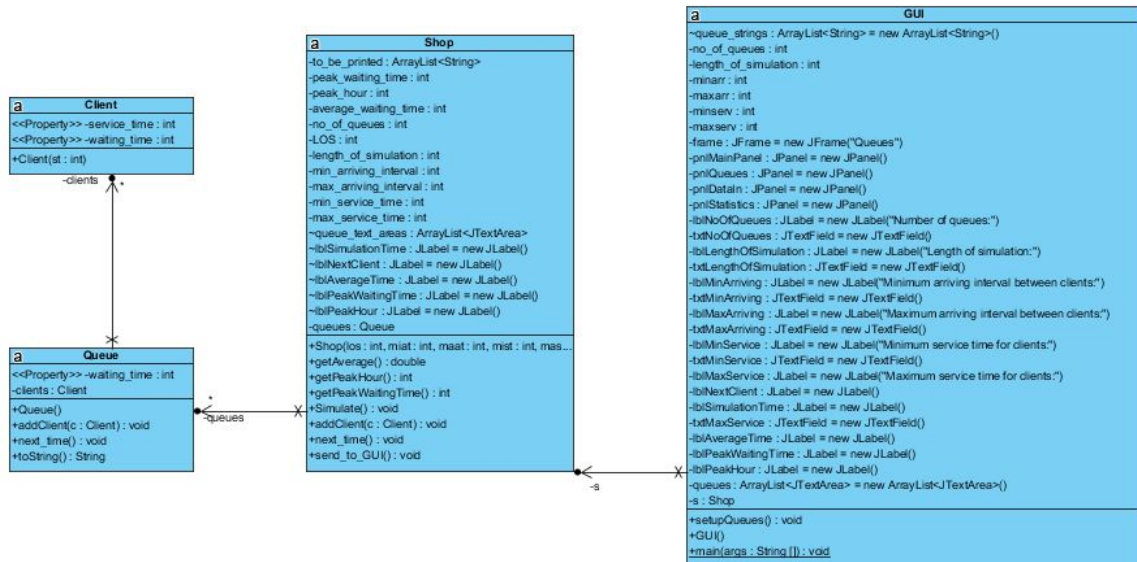 a
Client
<<Property>> -service_time : int
<<Property>> -waiting_time : int
+Client(st : int)
-clients
*
a
Queue
<<Property>> -waiting_time : int
-clients : Client
+Queue()
+addClient(c : Client) : void
+next_time() : void
+toString() : String
*
-queues
a
Shop
-to_be_printed : ArrayList<String>
-peak_waiting_time : int
-peak_hour : int
-average_waiting_time : int
-no_of_queues : int
-LOS : int
-length_of_simulation : int
-min_arriving_interval : int
-max_arriving_interval : int
-min_service_time : int
-max_service_time : int
~queue_text_areas : ArrayList<JTextArea>
~lblSimulationTime : JLabel = new JLabel()
~lblNextClient : JLabel = new JLabel()
~lblAverageTime : JLabel = new JLabel()
~lblPeakWaitingTime : JLabel = new JLabel()
~lblPeakHour : JLabel = new JLabel()
-queues : Queue
+Shop(los : int, miat : int, maat : int, mist : int, mas...
+getAverage() : double
+getPeakHour() : int
+getPeakWaitingTime() : int
+Simulate() : void
+addClient(c : Client) : void
+next_time() : void
+send_to_GUI() : void
-s
a
GUI
~queue_strings : ArrayList<String> = new ArrayList<String>()
-no_of_queues : int
-length_of_simulation : int
-minarr : int
-maxarr : int
-minserv : int
-maxserv : int
-frame : JFrame = new JFrame("Queues")
-pnlMainPanel : JPanel = new JPanel()
-pnlQueues : JPanel = new JPanel()
-pnlDataIn : JPanel = new JPanel()
-pnlStatistics : JPanel = new JPanel()
-lblNoOfQueues : JLabel = new JLabel("Number of queues:")
-txtNoOfQueues : JTextField = new JTextField()
-lblLengthOfSimulation : JLabel = new JLabel("Length of simulation:")
-txtLengthOfSimulation : JTextField = new JTextField()
-lblMinArriving : JLabel = new JLabel("Minimum arriving interval between clients:")
-txtMinArriving : JTextField = new JTextField()
-lblMaxArriving : JLabel = new JLabel("Maximum arriving interval between clients:")
-txtMaxArriving : JTextField = new JTextField()
-lblMinService : JLabel = new JLabel("Minimum service time for clients:")
-txtMinService : JTextField = new JTextField()
-lblMaxService : JLabel = new JLabel("Maximum service time for clients:")
-lblNextClient : JLabel = new JLabel()
-lblSimulationTime : JLabel = new JLabel()
-txtMaxService : JTextField = new JTextField()
-lblAverageTime : JLabel = new JLabel()
-lblPeakWaitingTime : JLabel = new JLabel()
-lblPeakHour : JLabel = new JLabel()
-queues : ArrayList<JTextArea> = new ArrayList<JTextArea>()
-s : Shop
+setupQueues() : void
+GUI()
+main(args : String []) : void